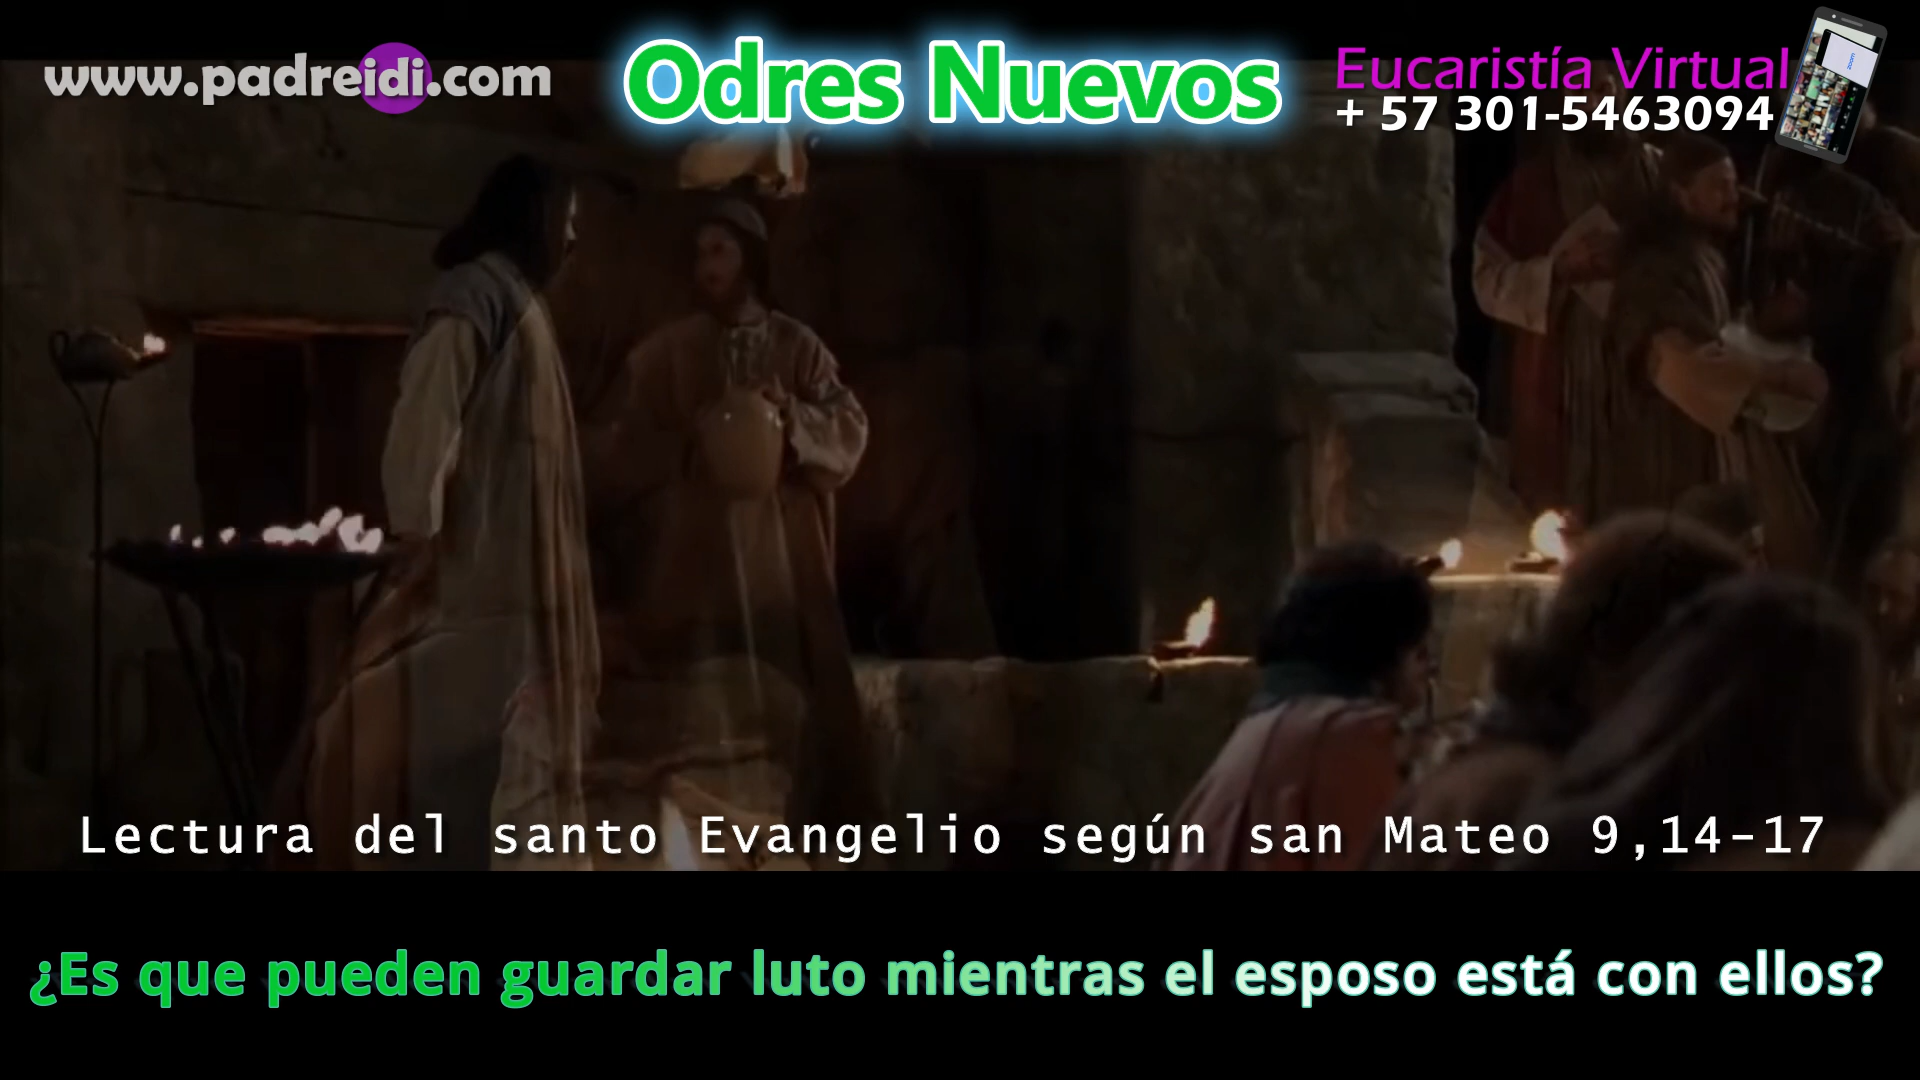 www.padreidi.com
Odres Nuevos
Eucaristía Virtual
+ 57 301-5463094
Lectura del santo Evangelio según san Mateo 9,14-17
¿Es que pueden guardar luto mientras el esposo está con ellos?